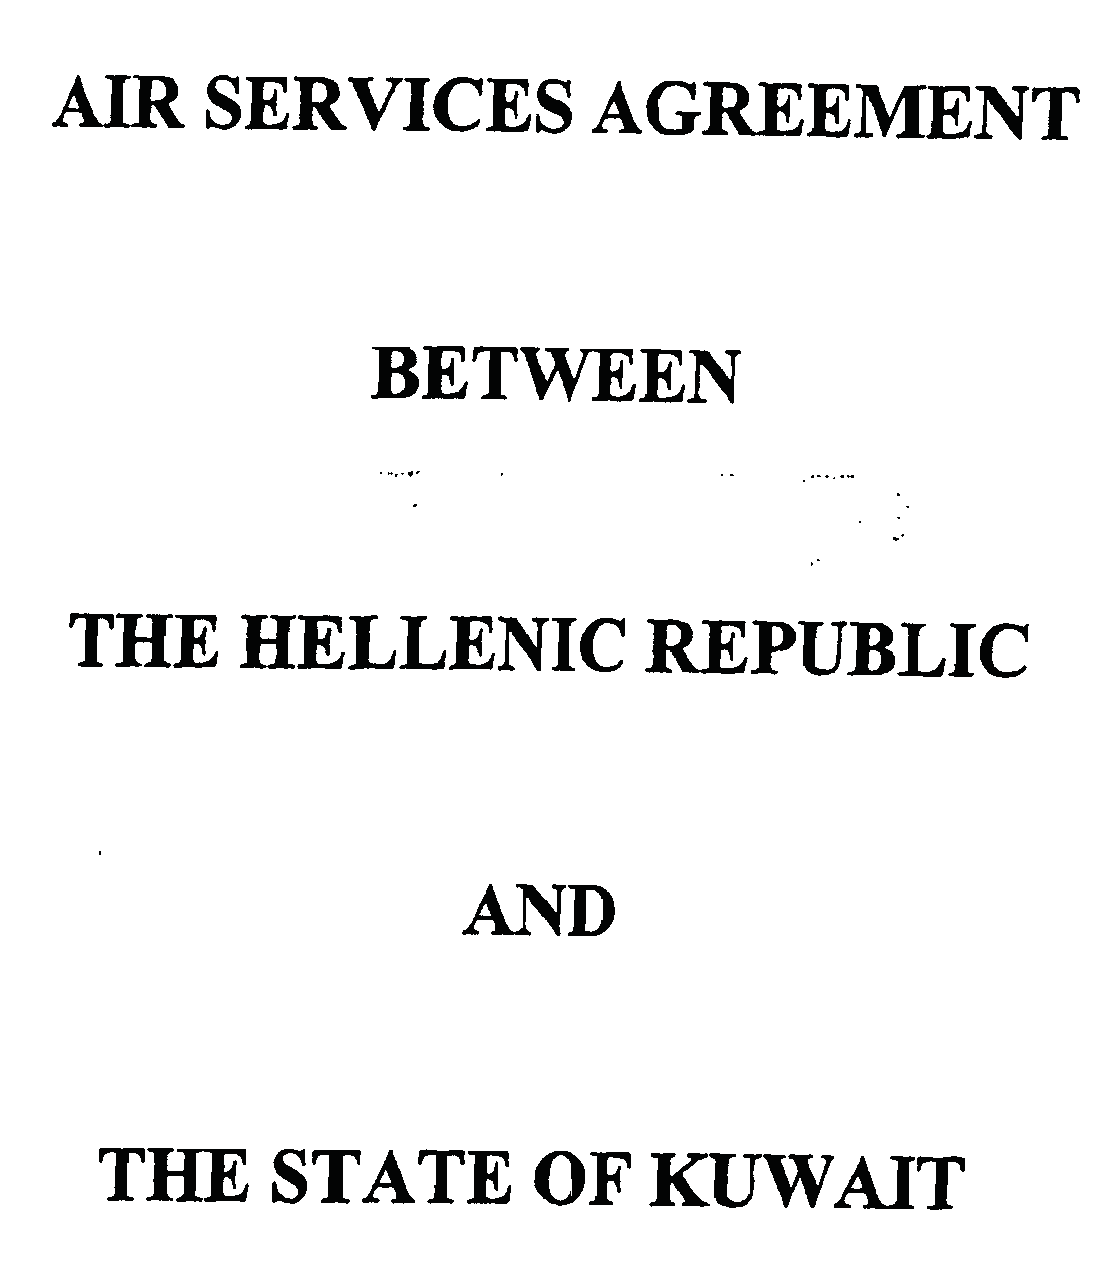 AIR SERVICES AGREEMENT
BETWEEN
THE HELLENIC REPUBLIC
AND
THE STATE OF KUWAIT